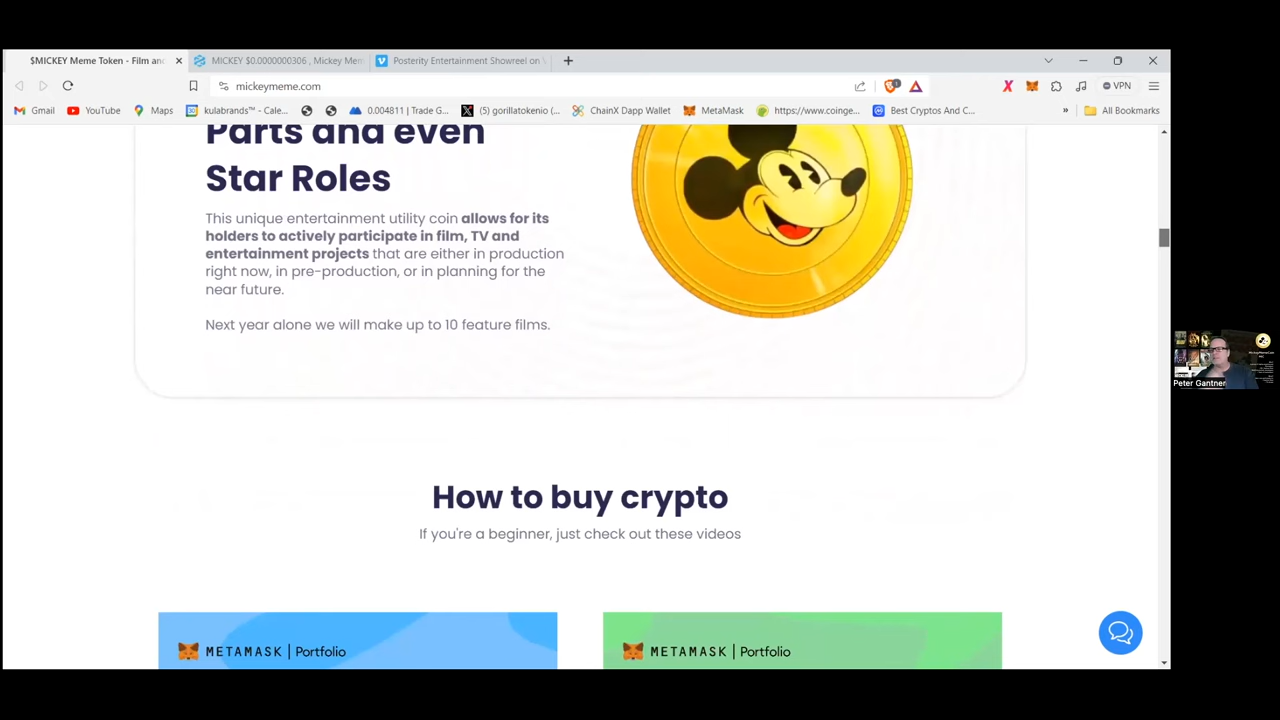 $MICKEY Meme Token - Film and
MICKEY $0.0000000306 , Mickey Mem
Posterity Entertainment Showreel on V
mickeymeme.com
1
VPN
Gmail
YouTube
Maps
kulabrands™ - Cale...
0.004811 | Trade G...
(5) gorillatokenio (...
ChainX Dapp Wallet
MetaMask
https://www.coinge...
Best Cryptos And C...
»
All Bookmarks
Parts and even
Star Roles
This unique entertainment utility coin allows for its
holders to actively participate in film, TV and
entertainment projects that are either in production
right now, in pre-production, or in planning for the
near future.
Next year alone we will make up to 10 feature films.
Peter Gantner
How to buy crypto
If you're a beginner, just check out these videos
METAMASK | Portfolio
METAMASK | Portfolio